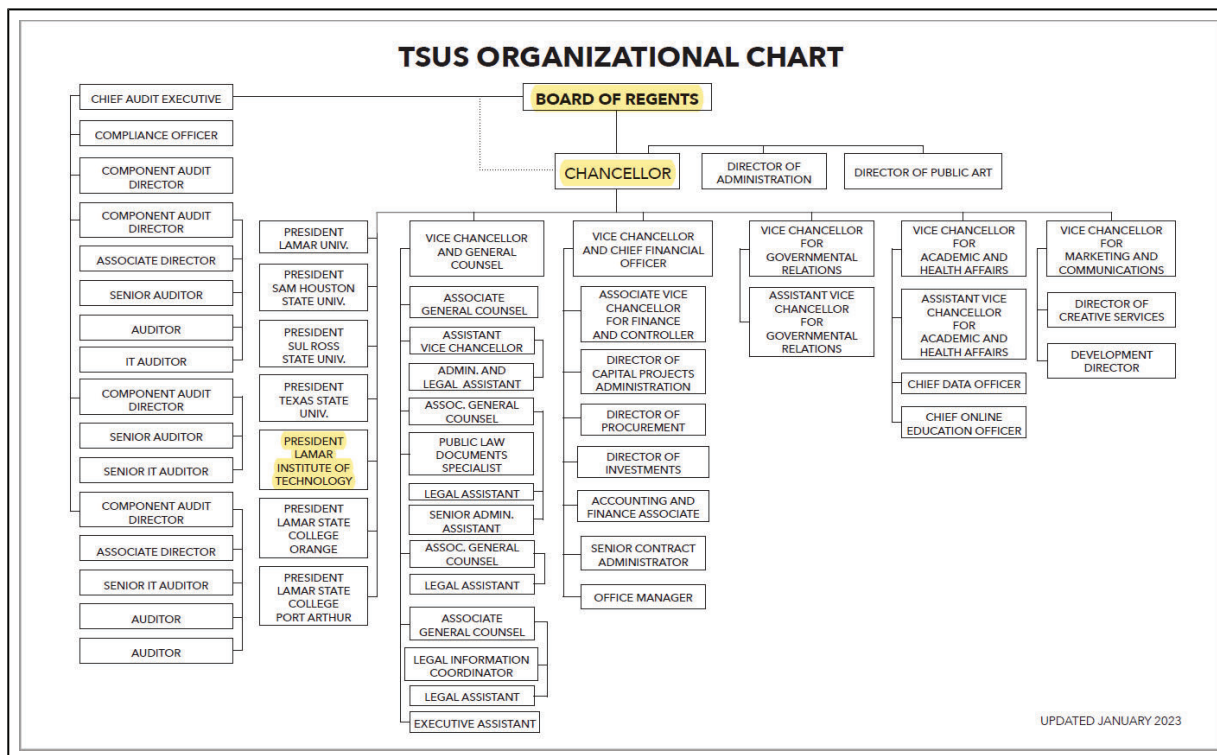 TSUS ORGANIZATIONAL CHART
BOARD OF REGENTS
CHANCELLOR
DIRECTOR OF
ADMINISTRATION
DIRECTOR OF PUBLIC ART
CHIEF AUDIT EXECUTIVE
COMPLIANCE OFFICER
COMPONENT AUDIT
DIRECTOR
COMPONENT AUDIT
DIRECTOR
ASSOCIATE DIRECTOR
SENIOR AUDITOR
AUDITOR
IT AUDITOR
COMPONENT AUDIT
DIRECTOR
SENIOR AUDITOR
SENIOR IT AUDITOR
COMPONENT AUDIT
DIRECTOR
ASSOCIATE DIRECTOR
SENIOR IT AUDITOR
AUDITOR
AUDITOR
PRESIDENT
LAMAR UNIV.
PRESIDENT
SAM HOUSTON
STATE UNIV.
PRESIDENT
SUL ROSS
STATE UNIV.
PRESIDENT
TEXAS STATE
UNIV.
PRESIDENT
LAMAR
INSTITUTE OF
TECHNOLOGY
PRESIDENT
LAMAR STATE
COLLEGE
ORANGE
PRESIDENT
LAMAR STATE
COLLEGE
PORT ARTHUR
VICE CHANCELLOR
AND GENERAL
COUNSEL
ASSOCIATE
GENERAL COUNSEL
ASSISTANT
VICE CHANCELLOR
ADMIN. AND
LEGAL ASSISTANT
ASSOC. GENERAL
COUNSEL
PUBLIC LAW
DOCUMENTS
SPECIALIST
LEGAL ASSISTANT
SENIOR ADMIN.
ASSISTANT
ASSOC. GENERAL
COUNSEL
LEGAL ASSISTANT
ASSOCIATE
GENERAL COUNSEL
LEGAL INFORMATION
COORDINATOR
LEGAL ASSISTANT
EXECUTIVE ASSISTANT
VICE CHANCELLOR
AND CHIEF FINANCIAL
OFFICER
ASSOCIATE VICE
CHANCELLOR
FOR FINANCE
AND CONTROLLER
DIRECTOR OF
CAPITAL PROJECTS
ADMINISTRATION
DIRECTOR OF
PROCUREMENT
DIRECTOR OF
INVESTMENTS
ACCOUNTING AND
FINANCE ASSOCIATE
SENIOR CONTRACT
ADMINISTRATOR
OFFICE MANAGER
VICE CHANCELLOR
FOR
GOVERNMENTAL
RELATIONS
ASSISTANT VICE
CHANCELLOR
FOR
GOVERNMENTAL
RELATIONS
VICE CHANCELLOR
FOR
ACADEMIC AND
HEALTH AFFAIRS
ASSISTANT VICE
CHANCELLOR
FOR
ACADEMIC AND
HEALTH AFFAIRS
CHIEF DATA OFFICER
CHIEF ONLINE
EDUCATION OFFICER
VICE CHANCELLOR
FOR
MARKETING AND
COMMUNICATIONS
DIRECTOR OF
CREATIVE SERVICES
DEVELOPMENT
DIRECTOR
UPDATED JANUARY 2023